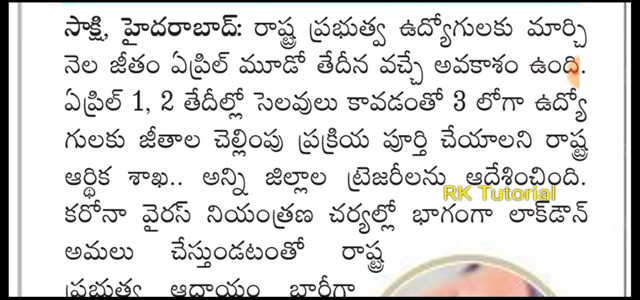 సాక్షి, హైదరాబాద్: రాష్ట్ర ప్రభుత్వ ఉద్యోగులకు మార్చి
నెల జీతం ఏప్రిల్ మూడో తేదీన వచ్చే అవకాశం ఉంది.
ఏప్రిల్ 1, 2 తేదీల్లో సెలవులు కావడంతో 3 లోగా ఉద్యో
గులకు జీతాల చెల్లింపు ప్రక్రియ పూర్తి చేయాలని రాష్ట్ర
ఆర్థిక శాఖ.. అన్ని జిల్లాల ట్రెజరీలను ఆదేశించింది.
RK Tutorial
కరోనా వైరస్ నియంత్రణ చర్యల్లో భాగంగా లాక్‌డౌన్
అమలు చేస్తుండటంతో రాష్ట్ర
ప్రభుత్వ ఆదాయం భారీగా